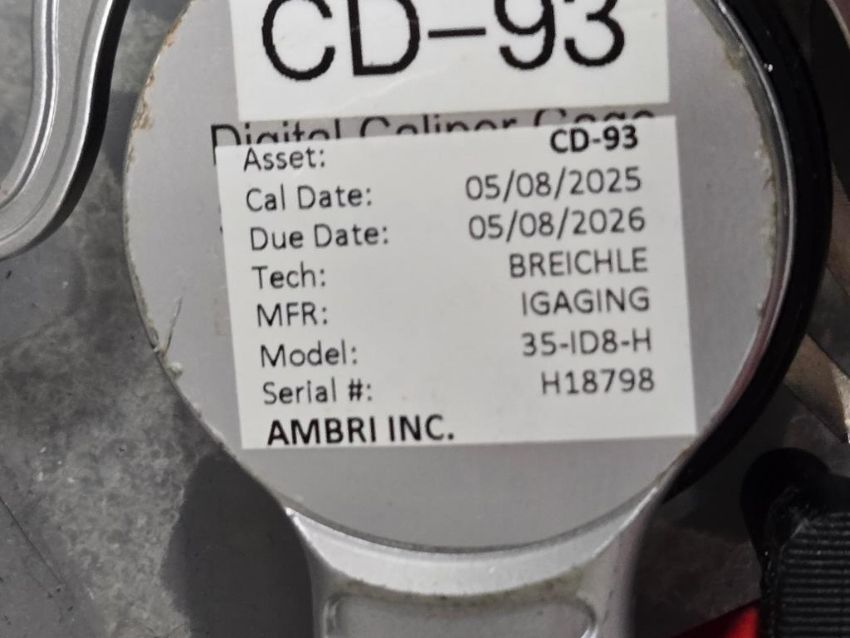 CD-93
Digital Caliper Gage
Asset: CD-93
Cal Date: 05/08/2025
Due Date: 05/08/2026
Tech: BREICHLE
MFR: IGAGING
Model: 35-ID8-H
Serial #: H18798
AMBRI INC.